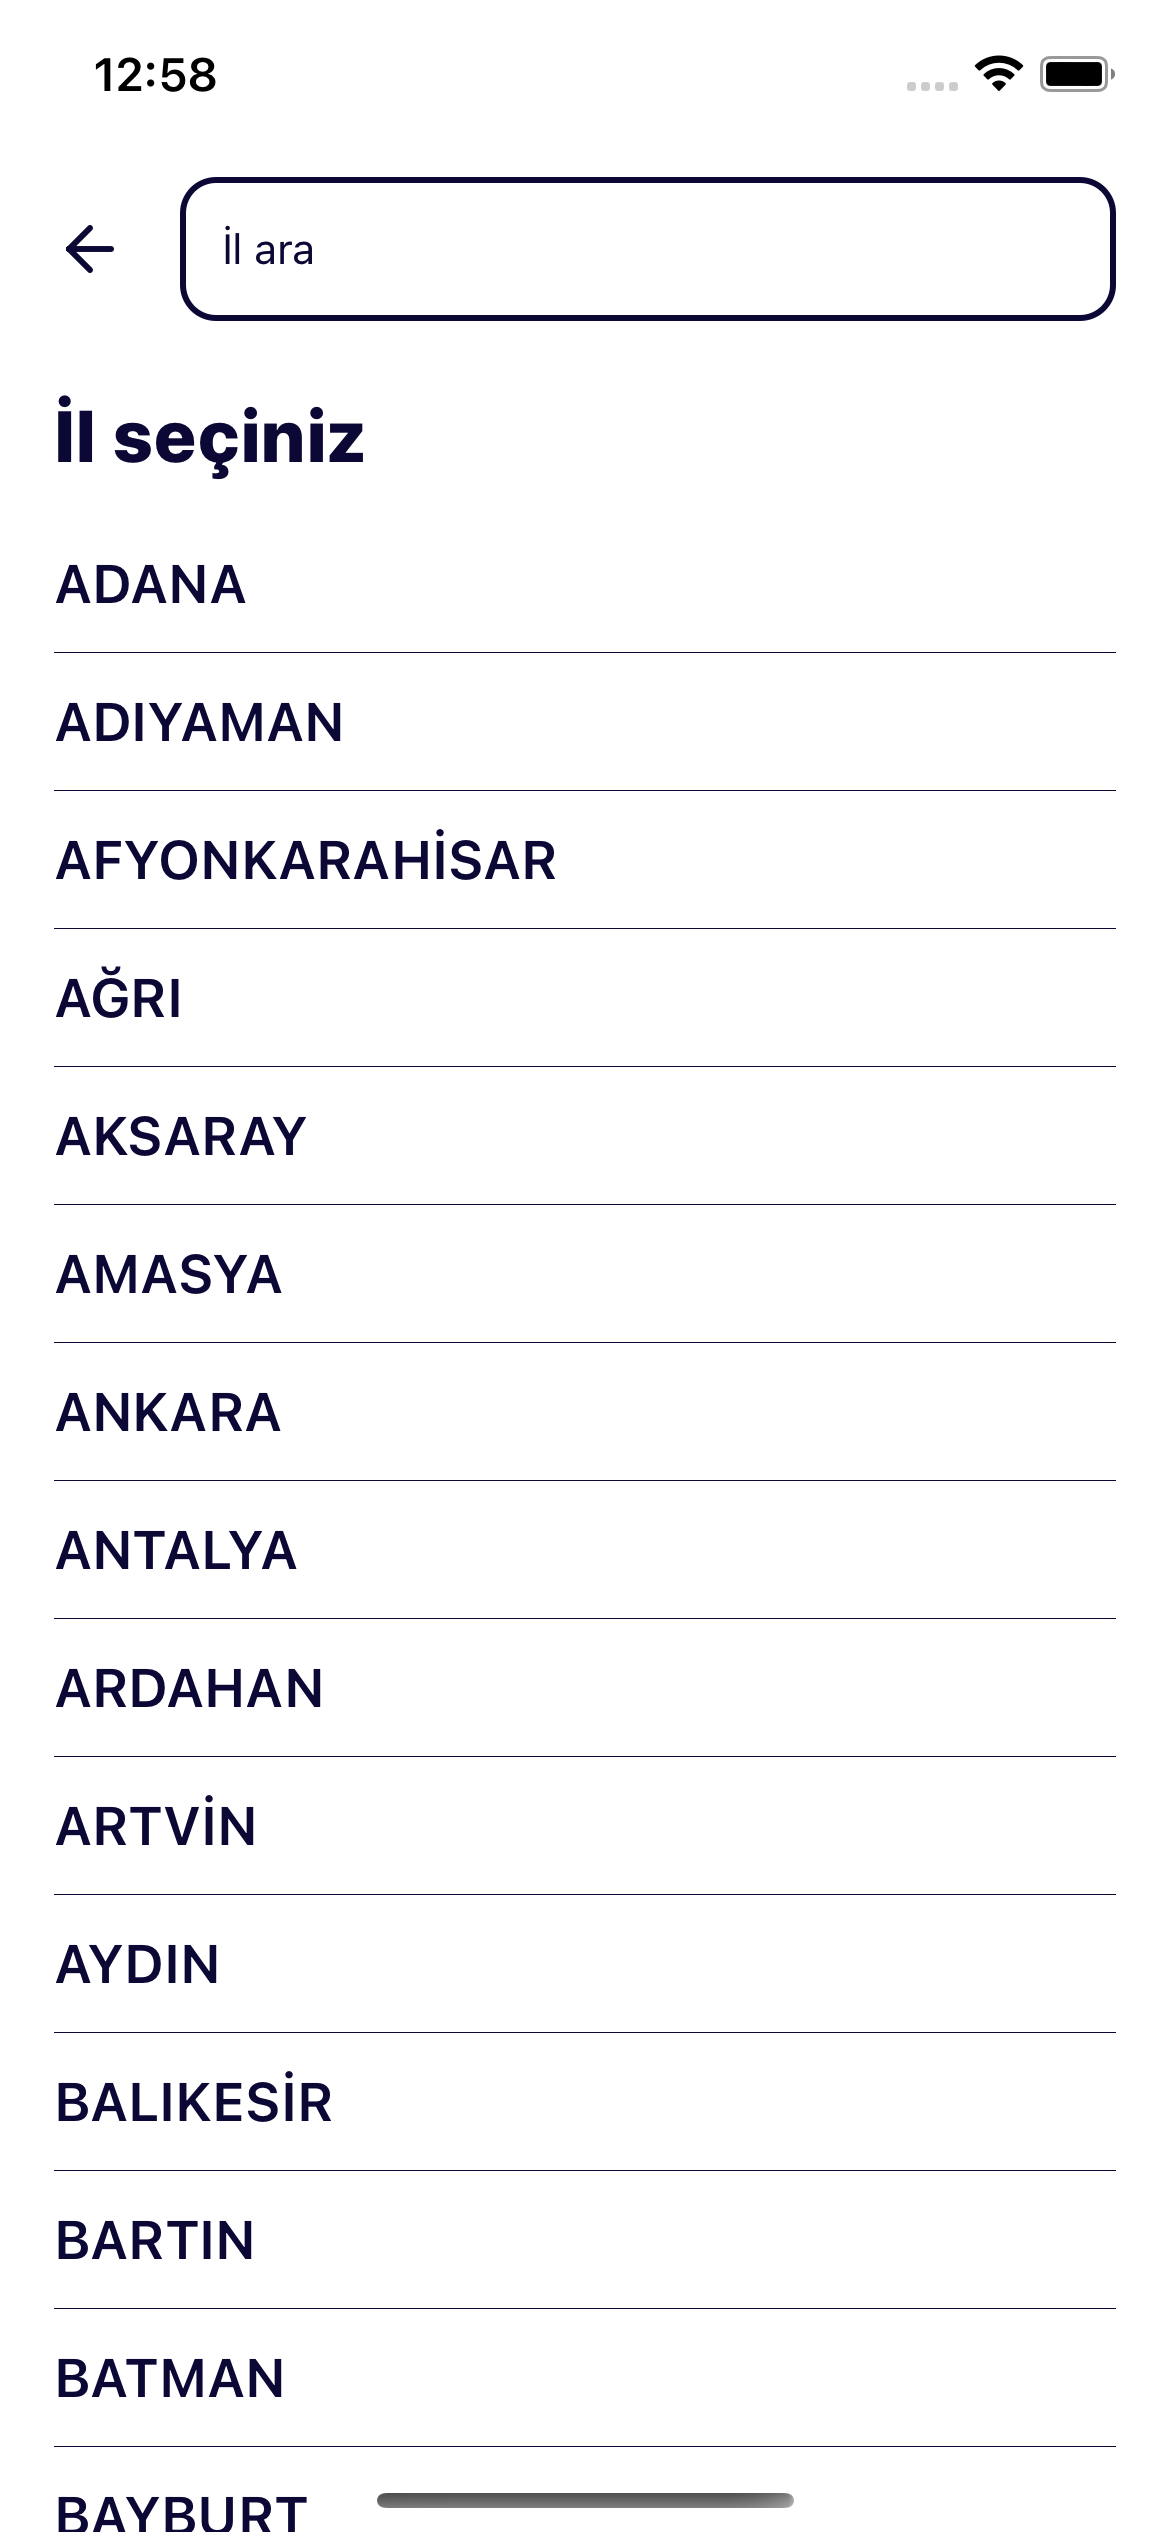 12:58
İl ara
İl seçiniz
ADANA
ADIYAMAN
AFYONKARAHİSAR
AĞRI
AKSARAY
AMASYA
ANKARA
ANTALYA
ARDAHAN
ARTVİN
AYDIN
BALIKESİR
BARTIN
BATMAN
BAYBURT